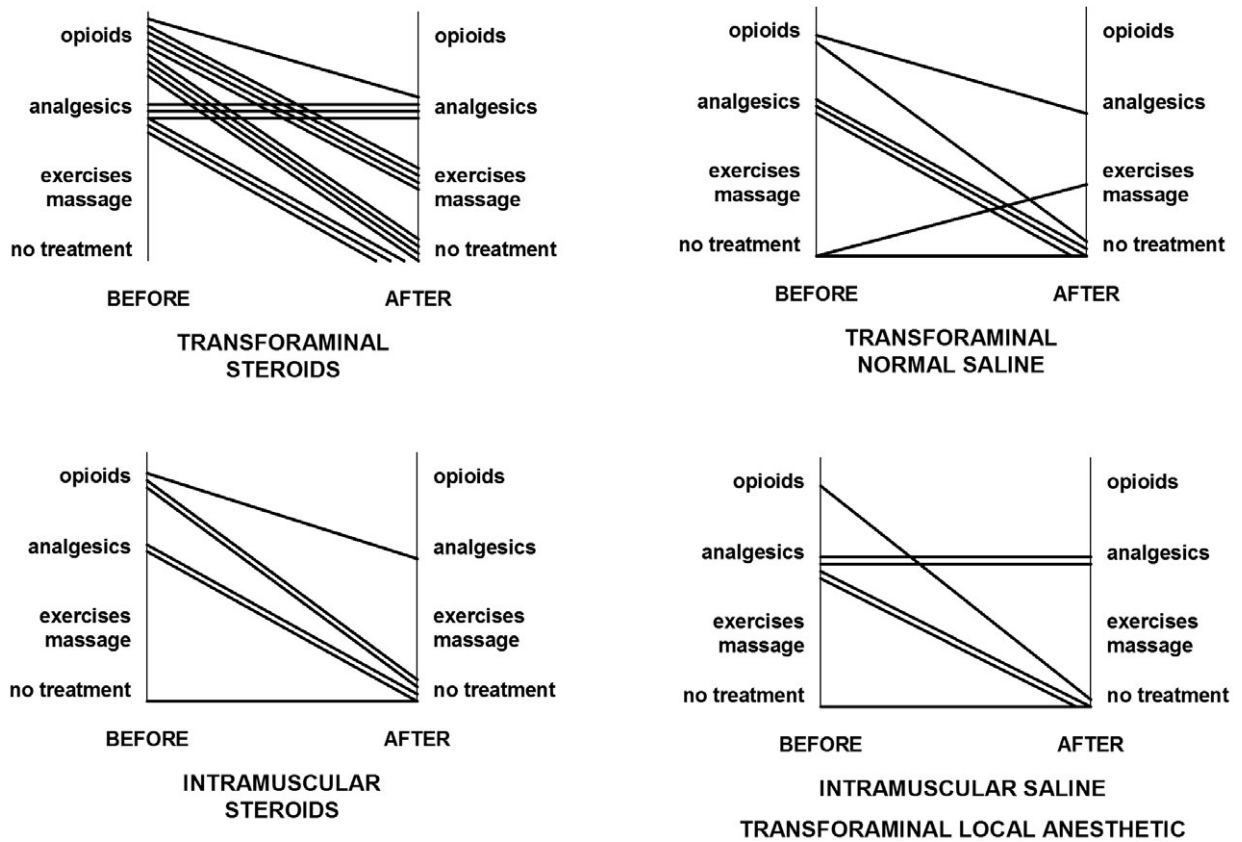 opioids
analgesics
exercises
massage
no treatment
opioids
analgesics
exercises
massage
no treatment
BEFORE
AFTER
TRANSFORAMINAL
STEROIDS
opioids
analgesics
exercises
massage
no treatment
opioids
analgesics
exercises
massage
no treatment
BEFORE
AFTER
TRANSFORAMINAL
NORMAL SALINE
opioids
analgesics
exercises
massage
no treatment
opioids
analgesics
exercises
massage
no treatment
BEFORE
AFTER
INTRAMUSCULAR
STEROIDS
opioids
analgesics
exercises
massage
no treatment
opioids
analgesics
exercises
massage
no treatment
BEFORE
AFTER
INTRAMUSCULAR SALINE
TRANSFORAMINAL LOCAL ANESTHETIC